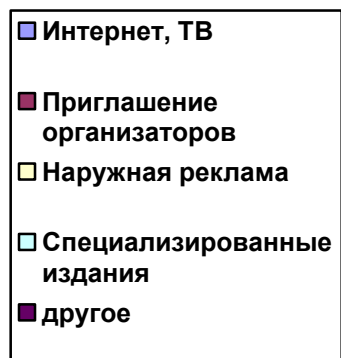 Интернет, ТВ
Приглашение
организаторов
Наружная реклама
Специализированные
издания
другое